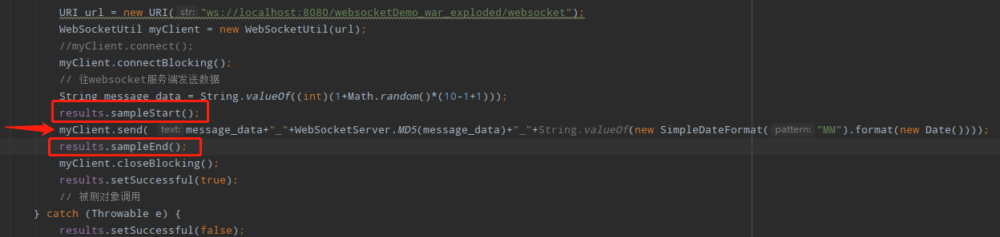 URI url = new URI( str: "ws://localhost:8080/websocketDemo_war_exploded/websocket");
WebSocketUtil myClient = new WebSocketUtil(url);
//myClient.connect();
myClient.connectBlocking();
// 往websocket服务端发送数据
String message_data = String.valueOf((int)(1+Math.random()*(10-1+1)));
results.sampleStart();
myClient.send( text: message_data+"_"+WebSocketServer.MD5(message_data)+"_"+String.valueOf(new SimpleDateFormat( pattern: "MM").format(new Date())));
results.sampleEnd();
myClient.closeBlocking();
results.setSuccessful(true);
// 被测对象调用
} catch (Throwable e) {
results.setSuccessful(false);